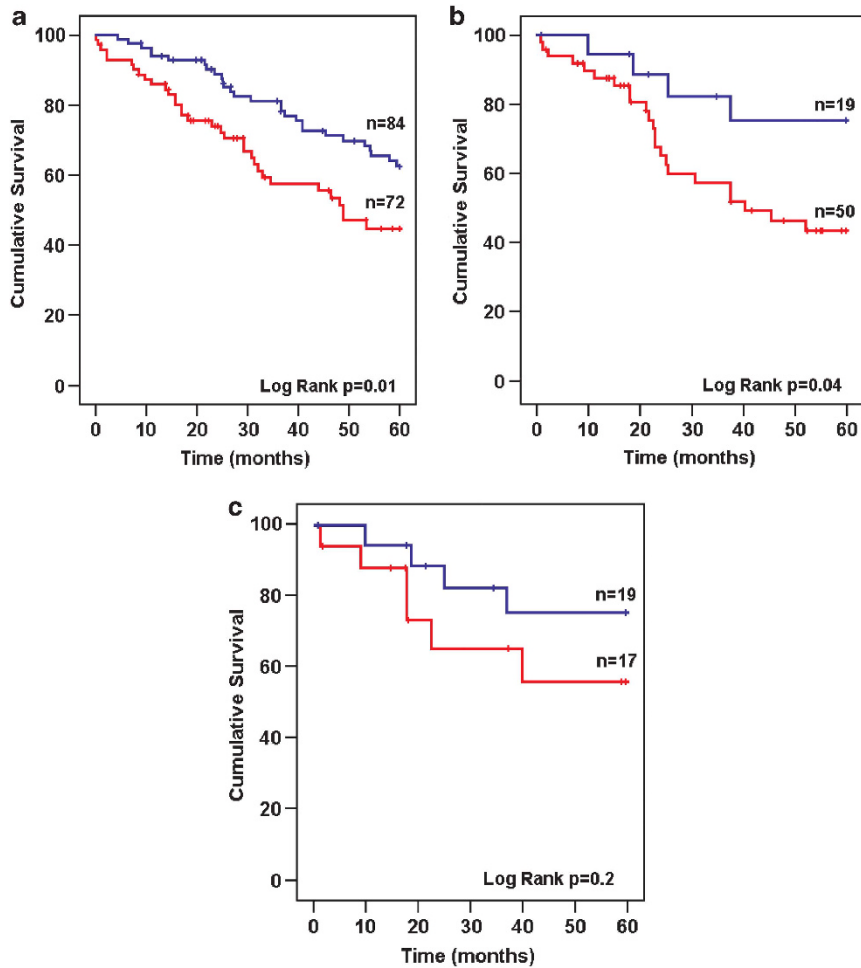 a
100
80
60
40
20
0
Cumulative Survival
n=84
n=72
Log Rank p=0.01
0 10 20 30 40 50 60
Time (months)
b
100
80
60
40
20
0
Cumulative Survival
n=19
n=50
Log Rank p=0.04
0 10 20 30 40 50 60
Time (months)
c
100
80
60
40
20
0
Cumulative Survival
n=19
n=17
Log Rank p=0.2
0 10 20 30 40 50 60
Time (months)